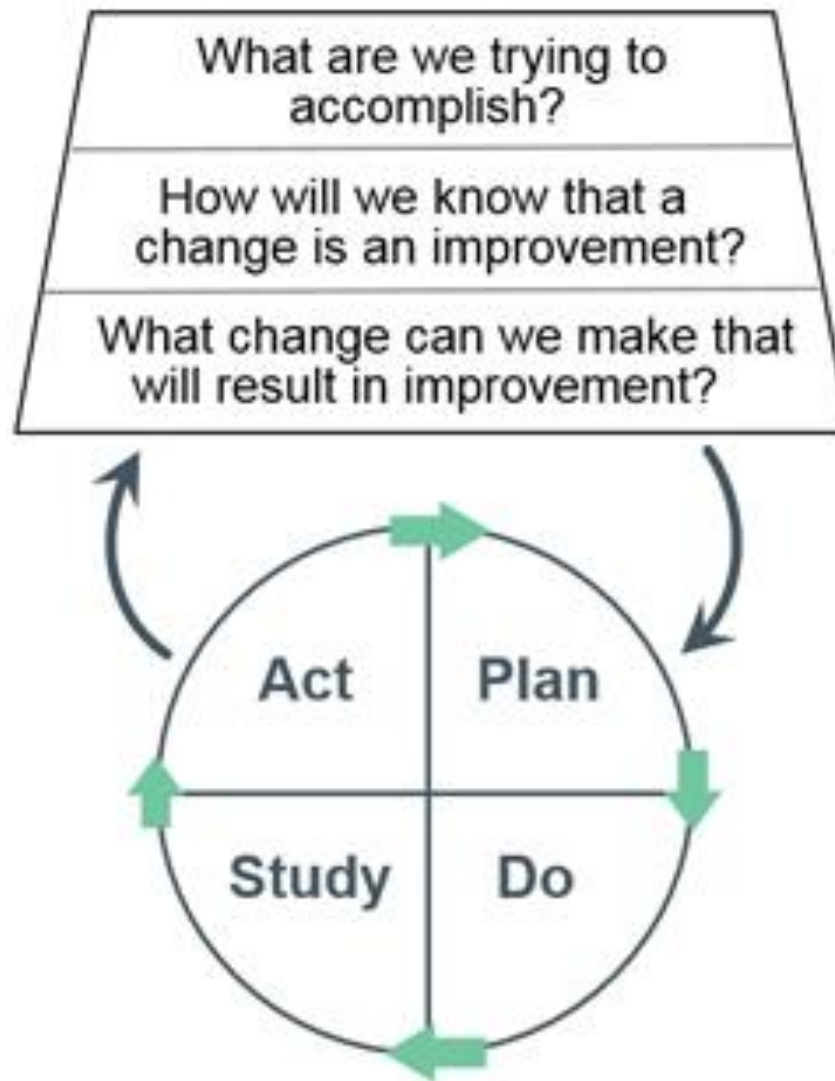 What are we trying to
accomplish?
How will we know that a
change is an improvement?
What change can we make that
will result in improvement?
Act
Plan
Study
Do